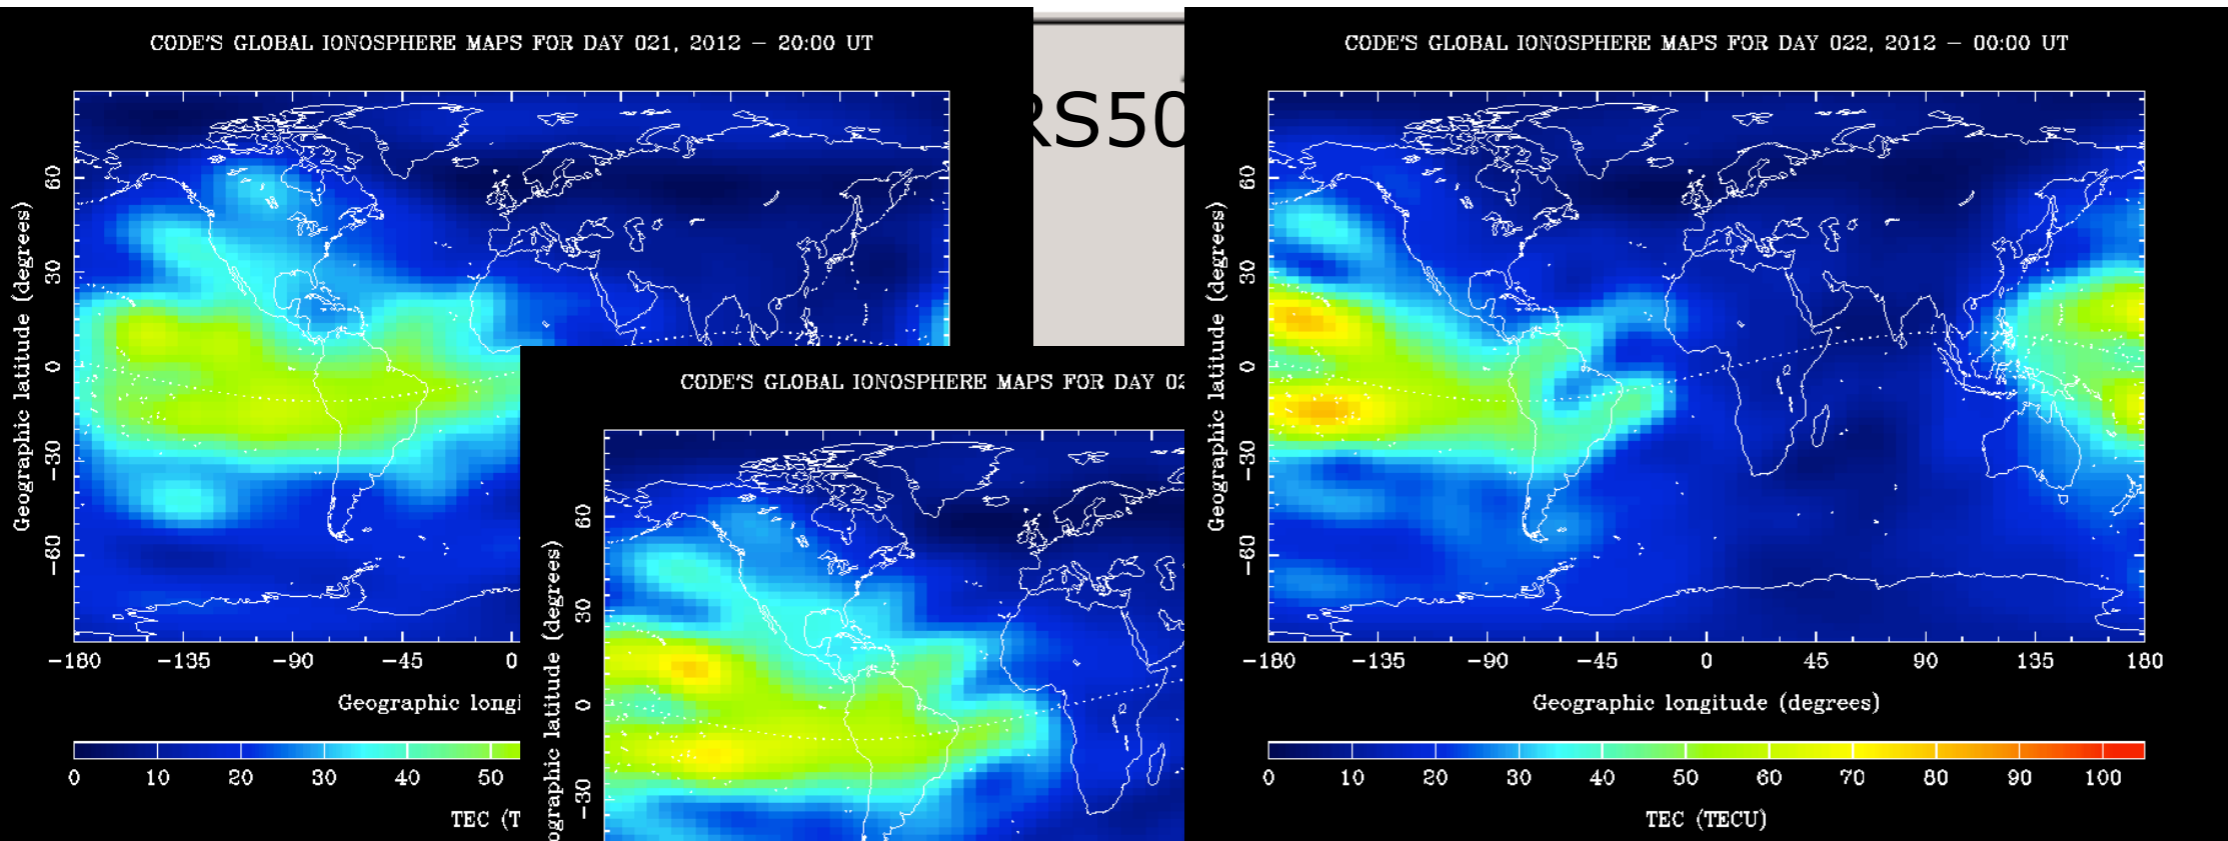 CODE'S GLOBAL IONOSPHERE MAPS FOR DAY 021, 2012 – 20:00 UT
Geographic latitude (degrees)
60
30
0
−30
−60
−180 −135 −90 −45 0
Geographic longi
0 10 20 30 40 50
TEC (T
RS50
CODE'S GLOBAL IONOSPHERE MAPS FOR DAY 02
ographic latitude (degrees)
60
30
0
−30
CODE'S GLOBAL IONOSPHERE MAPS FOR DAY 022, 2012 – 00:00 UT
Geographic latitude (degrees)
60
30
0
−30
−60
−180 −135 −90 −45 0 45 90 135 180
Geographic longitude (degrees)
0 10 20 30 40 50 60 70 80 90 100
TEC (TECU)